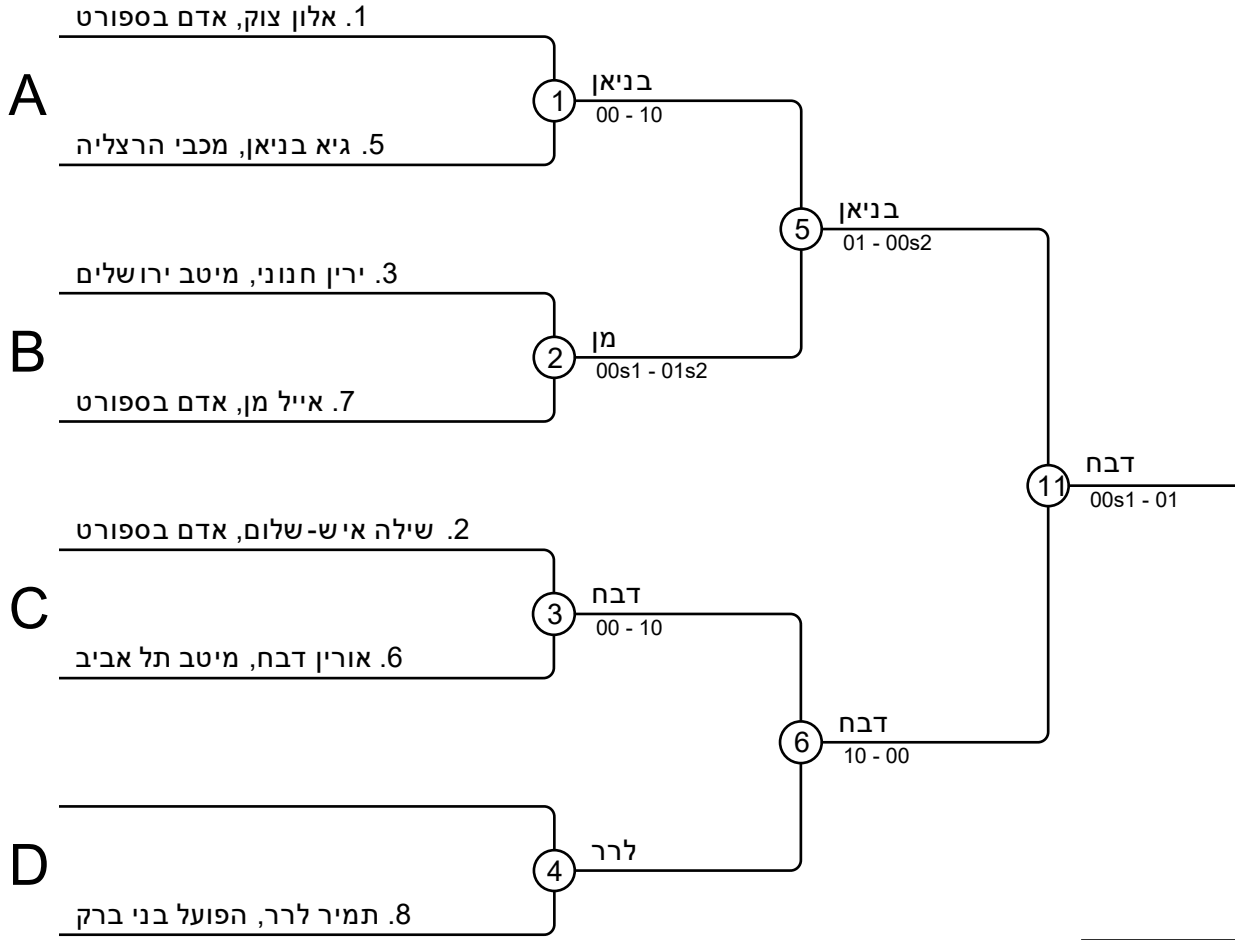 1. אלון צוק, אדם בספורט
A
1
בניאן
00 - 10
5. גיא בניאן, מכבי הרצליה
5
בניאן
01 - 00s2
3. ירין חנוני, מיטב ירושלים
B
2
מן
00s1 - 01s2
7. אייל מן, אדם בספורט
11
דבח
00s1 - 01
2. שילה איש-שלום, אדם בספורט
C
3
דבח
00 - 10
6. אורין דבח, מיטב תל אביב
6
דבח
10 - 00
D
4
לרר
8. תמיר לרר, הפועל בני ברק